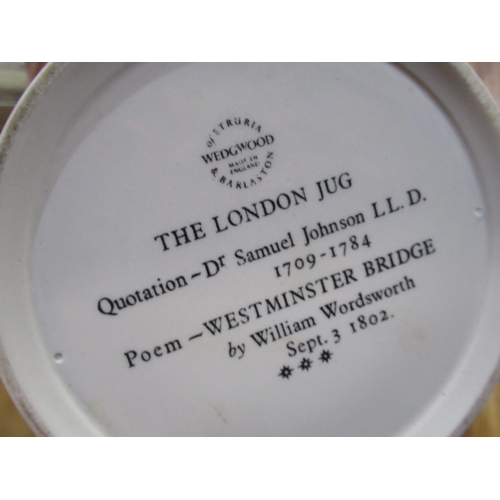 of ETRURIA
WEDGWOOD
MADE IN
ENGLAND
& BARLASTON
THE LONDON JUG
Quotation—Dr Samuel Johnson LL.D.
1709-1784
Poem—WESTMINSTER BRIDGE
by William Wordsworth
Sept. 3 1802.